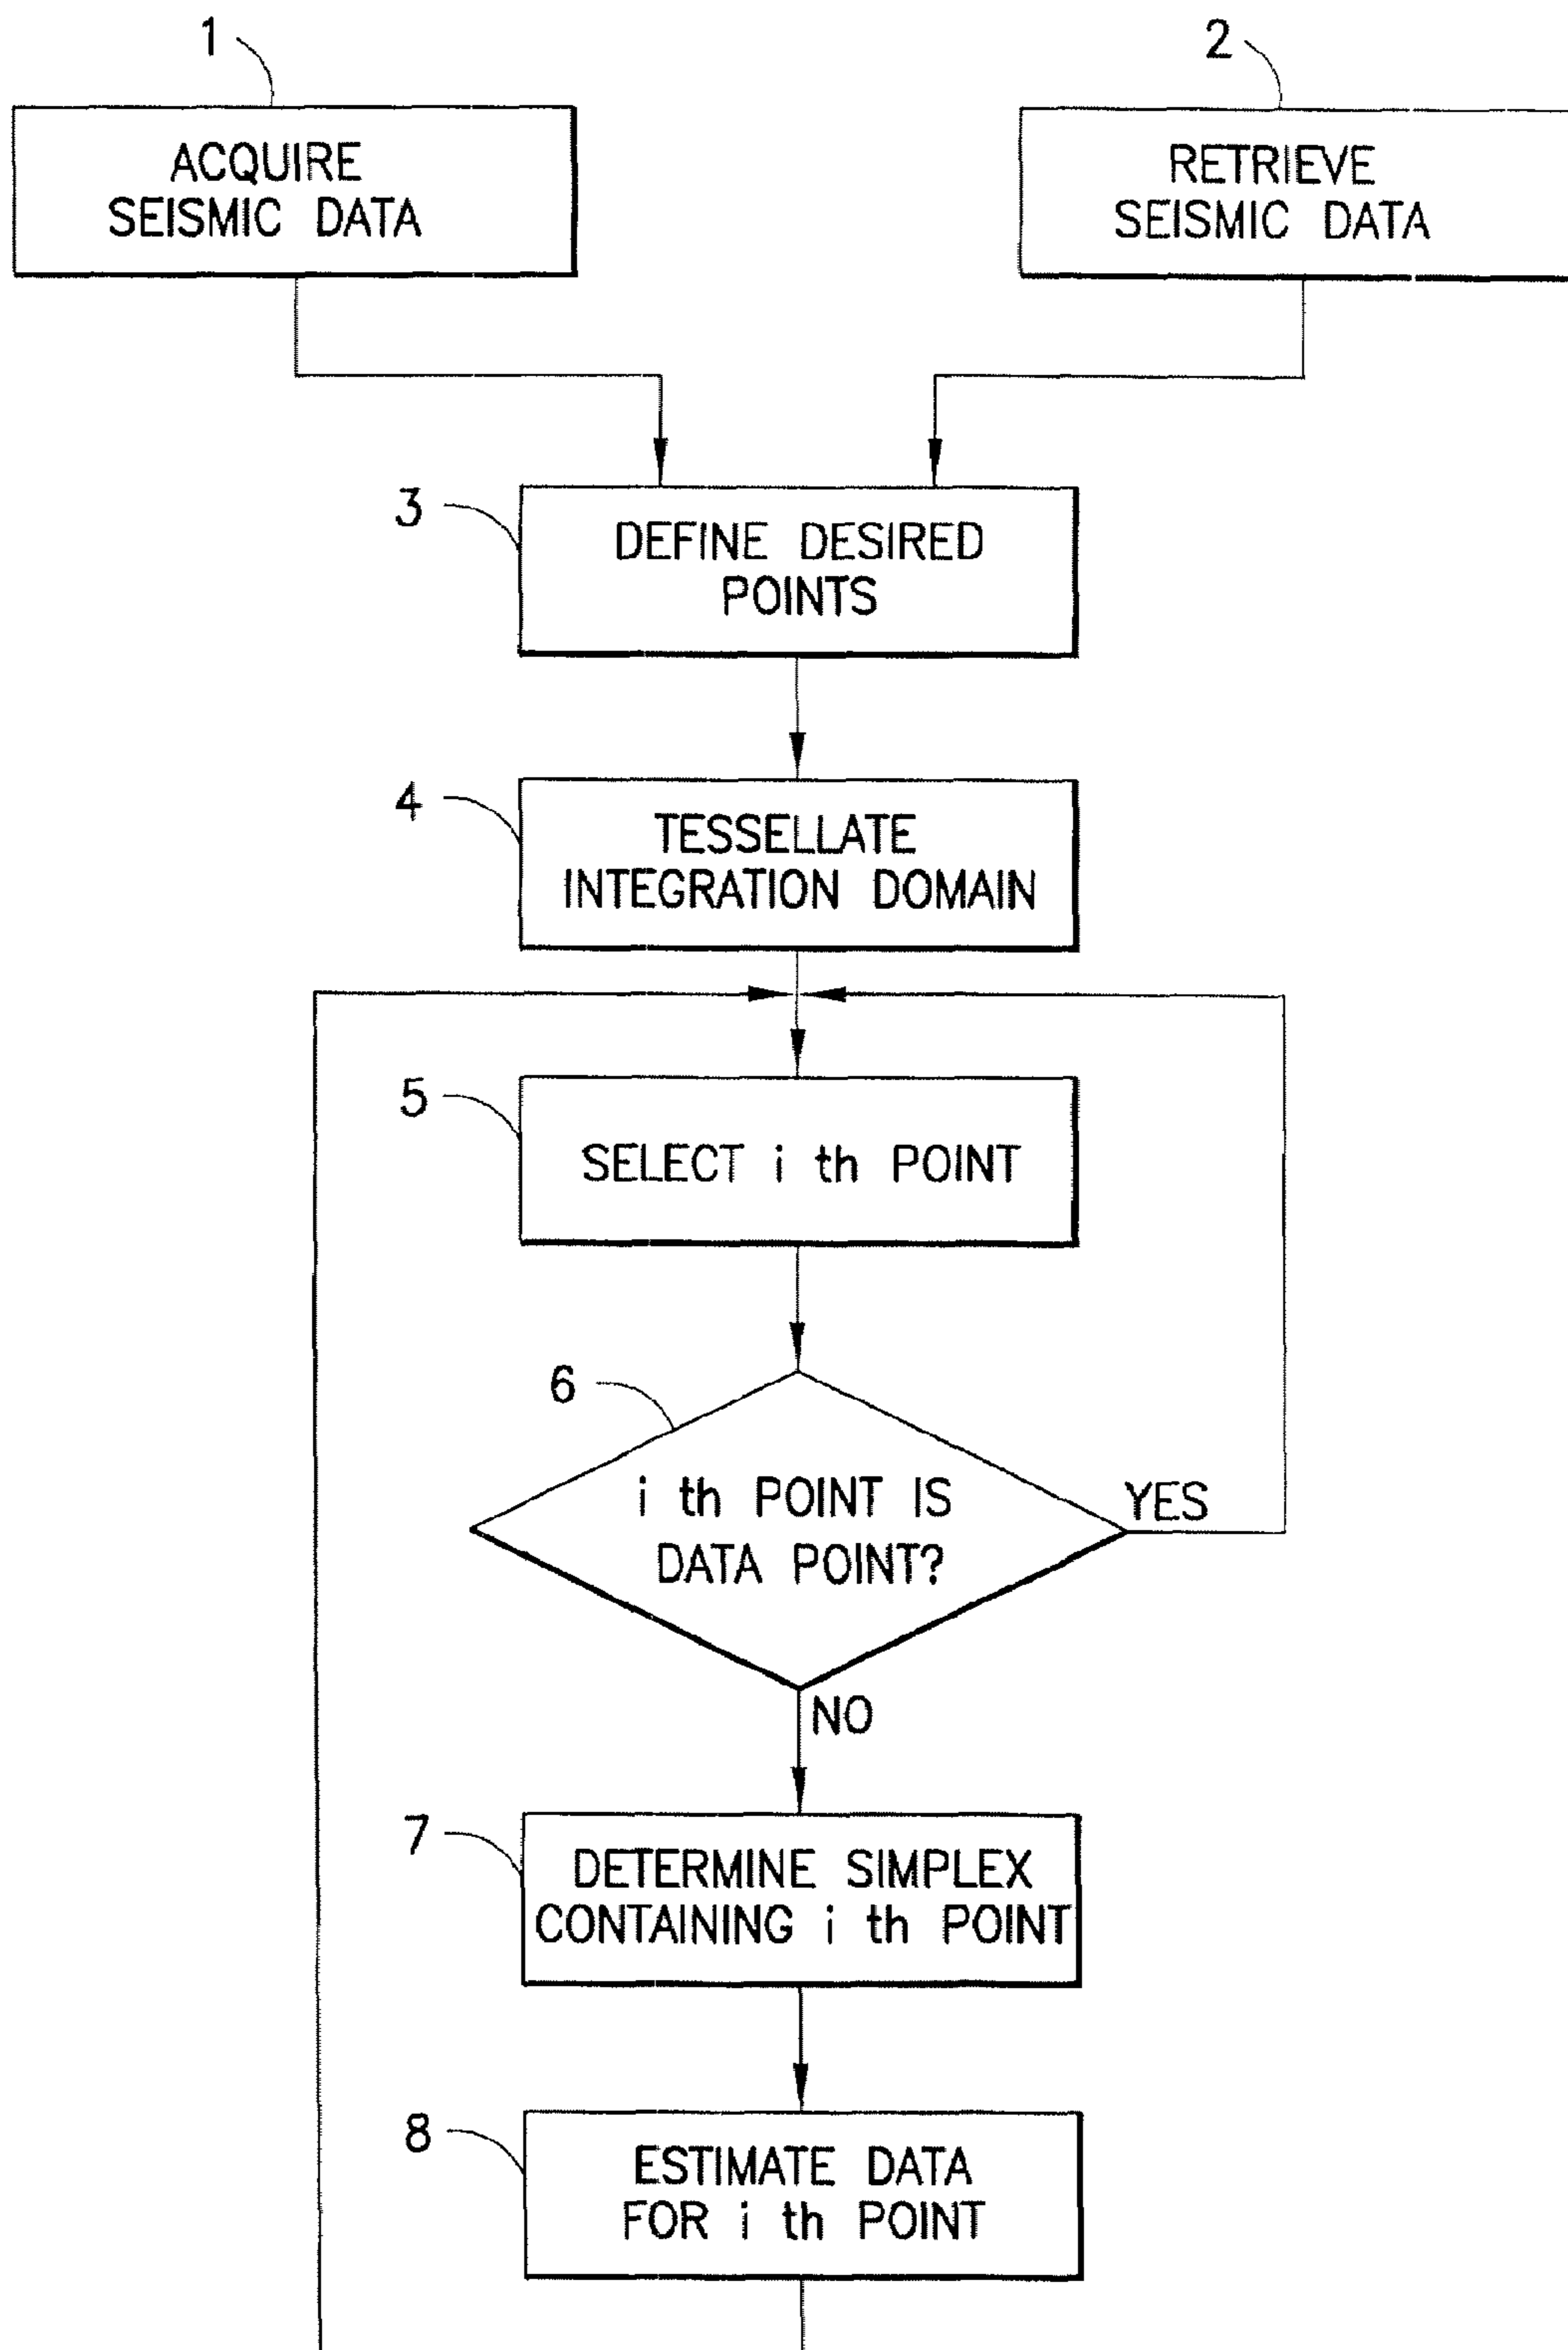 1
ACQUIRE
SEISMIC DATA
2
RETRIEVE
SEISMIC DATA
3
DEFINE DESIRED
POINTS
4
TESSELLATE
INTEGRATION DOMAIN
5
SELECT i th POINT
6
i th POINT IS
DATA POINT?
YES
NO
7
DETERMINE SIMPLEX
CONTAINING i th POINT
8
ESTIMATE DATA
FOR i th POINT